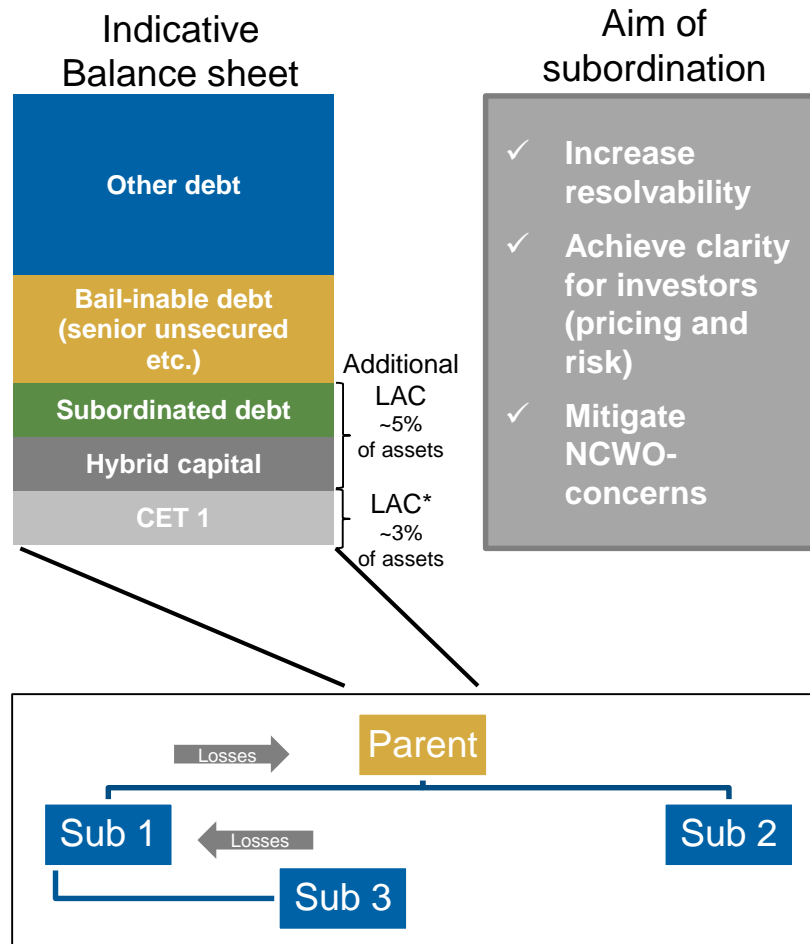 Indicative
Balance sheet
Other debt
Bail-inable debt
(senior unsecured
etc.)
Subordinated debt
Hybrid capital
CET 1
Additional
LAC
~5%
of assets
LAC*
~3%
of assets
Aim of
subordination
✓ Increase
resolvability
✓ Achieve clarity
for investors
(pricing and
risk)
✓ Mitigate
NCWO-
concerns
Losses
Parent
Sub 1
Losses
Sub 2
Sub 3